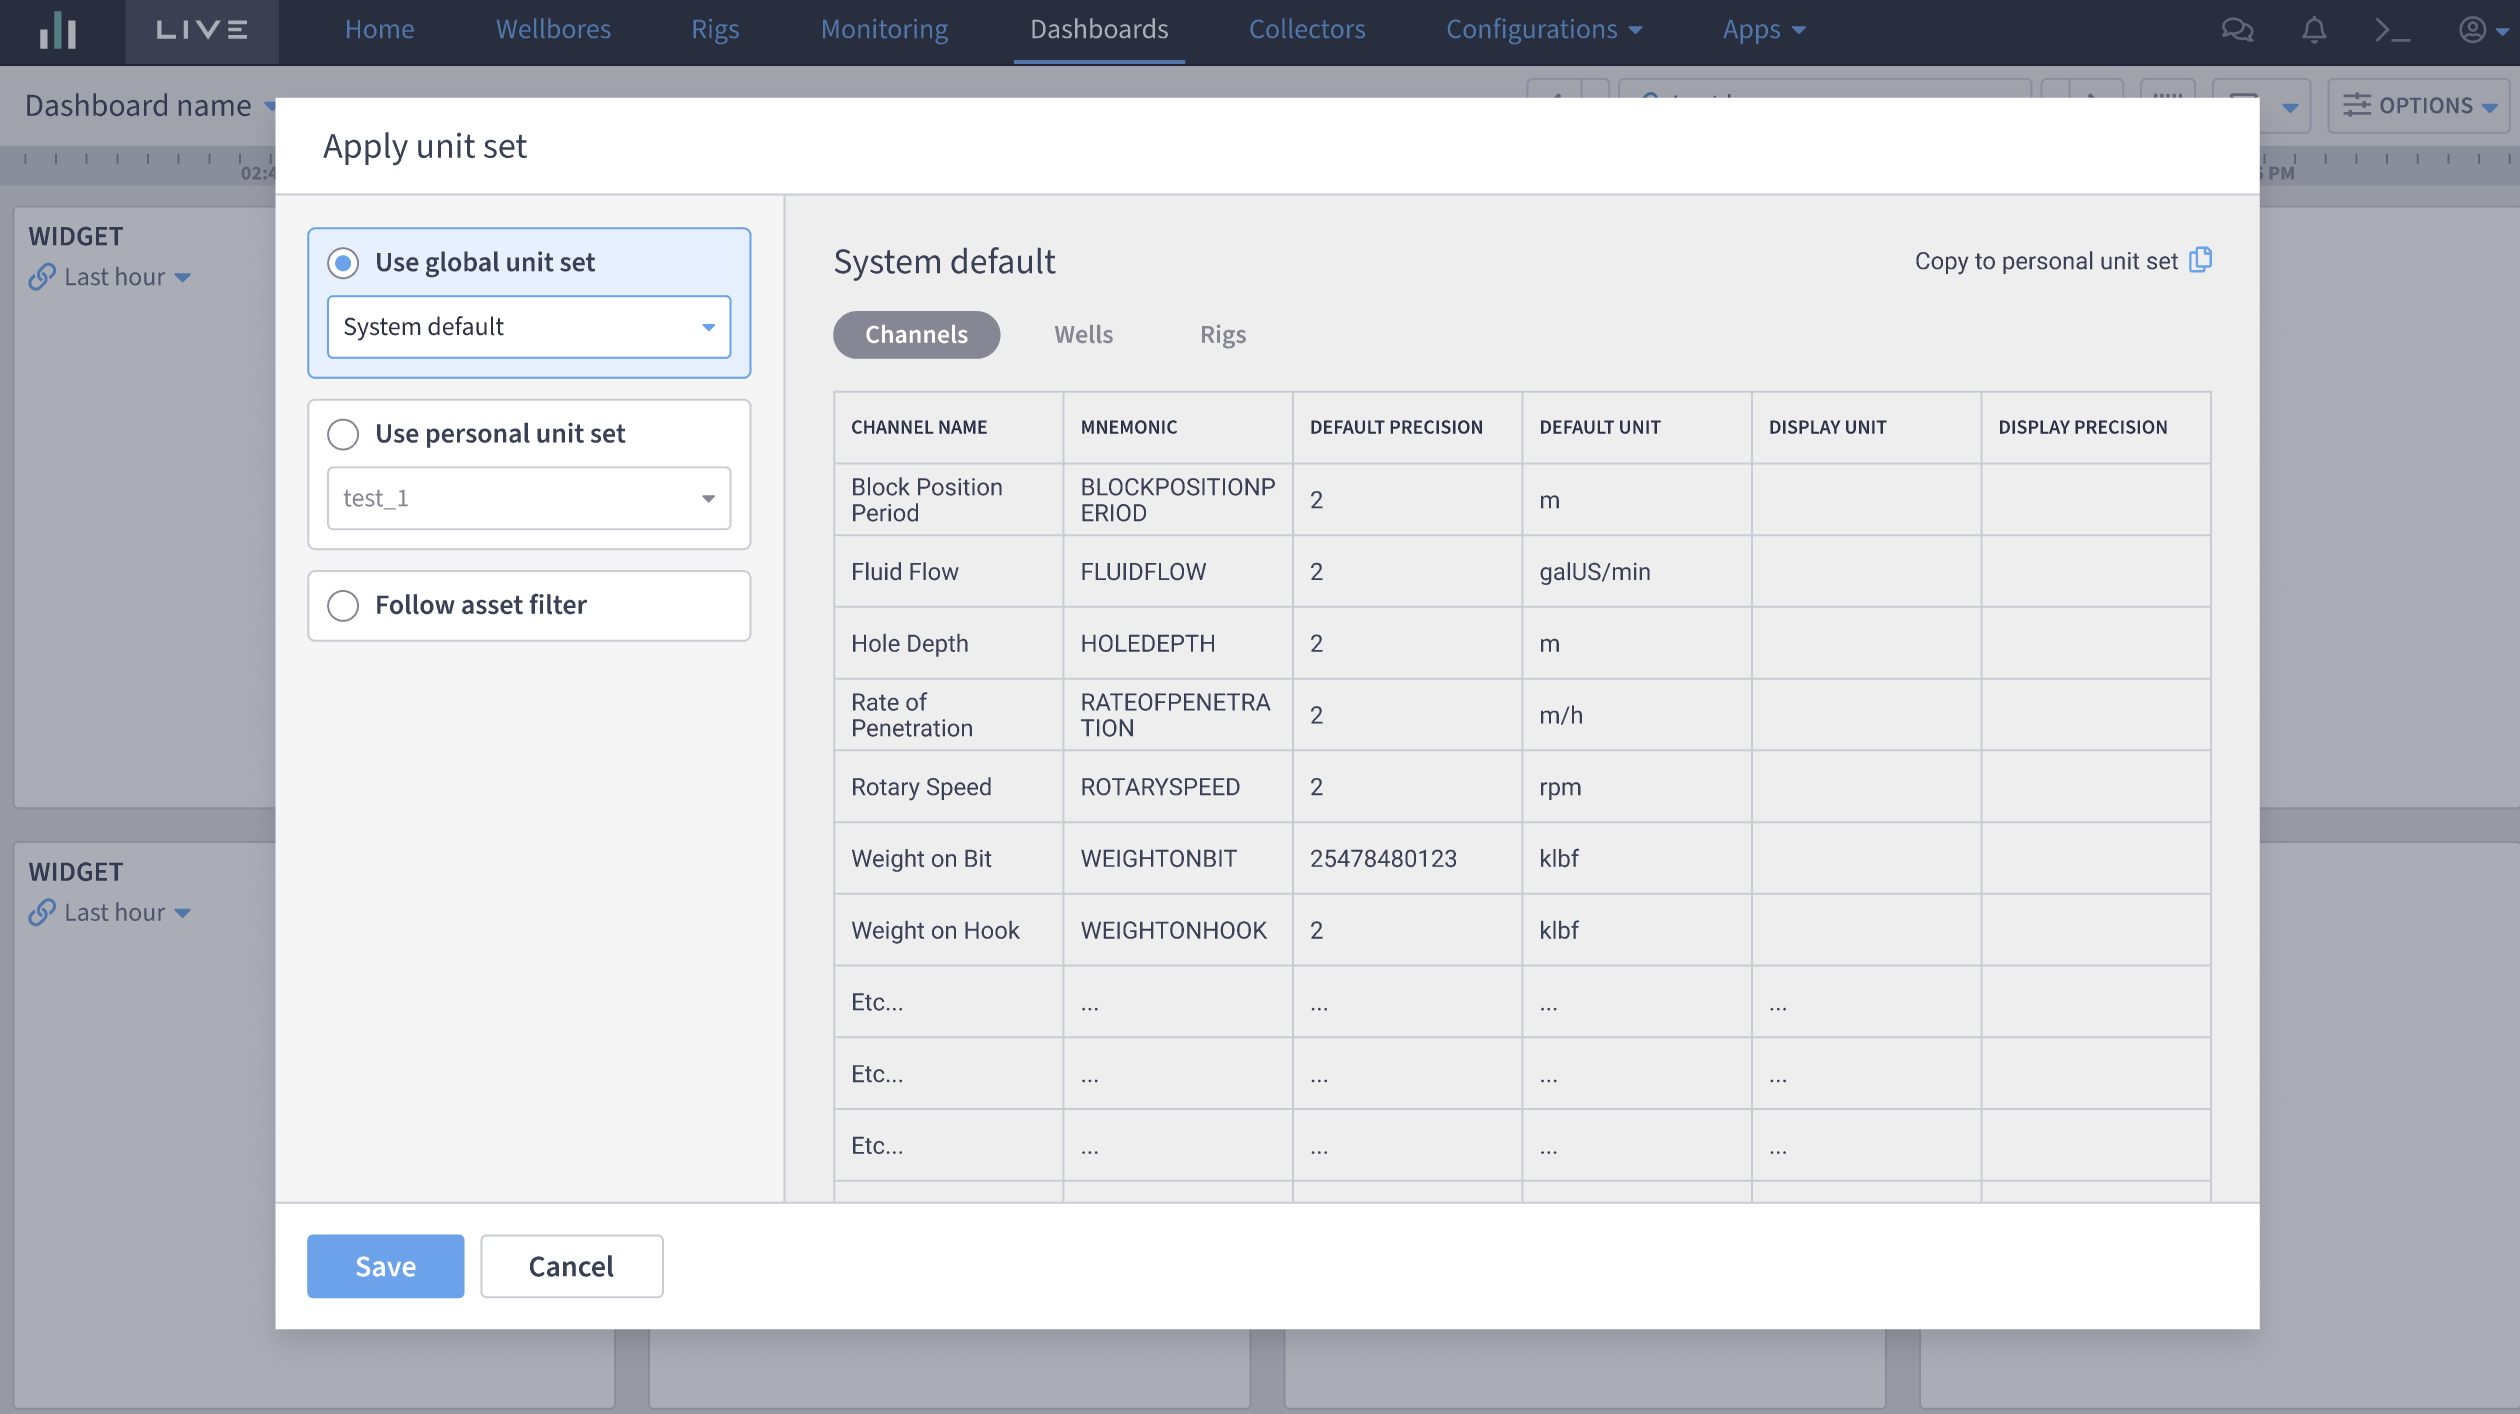 LIVE
Home
Wellbores
Rigs
Monitoring
Dashboards
Collectors
Configurations
Apps
Dashboard name
OPTIONS
02:4
PM
WIDGET
Last hour
WIDGET
Last hour
Apply unit set
Use global unit set
System default
Use personal unit set
test_1
Follow asset filter
System default
Copy to personal unit set
Channels
Wells
Rigs
CHANNEL NAME MNEMONIC DEFAULT PRECISION DEFAULT UNIT DISPLAY UNIT DISPLAY PRECISION
Block Position
Period
BLOCKPOSITIONP
ERIOD
2
m
Fluid Flow FLUIDFLOW 2 galUS/min
Hole Depth HOLEDEPTH 2 m
Rate of
Penetration
RATEOFPENETRA
TION
2
m/h
Rotary Speed ROTARYSPEED 2 rpm
Weight on Bit WEIGHTONBIT 25478480123 klbf
Weight on Hook WEIGHTONHOOK 2 klbf
Etc... ... ... ... ...
Etc... ... ... ... ...
Etc... ... ... ... ...
Save
Cancel